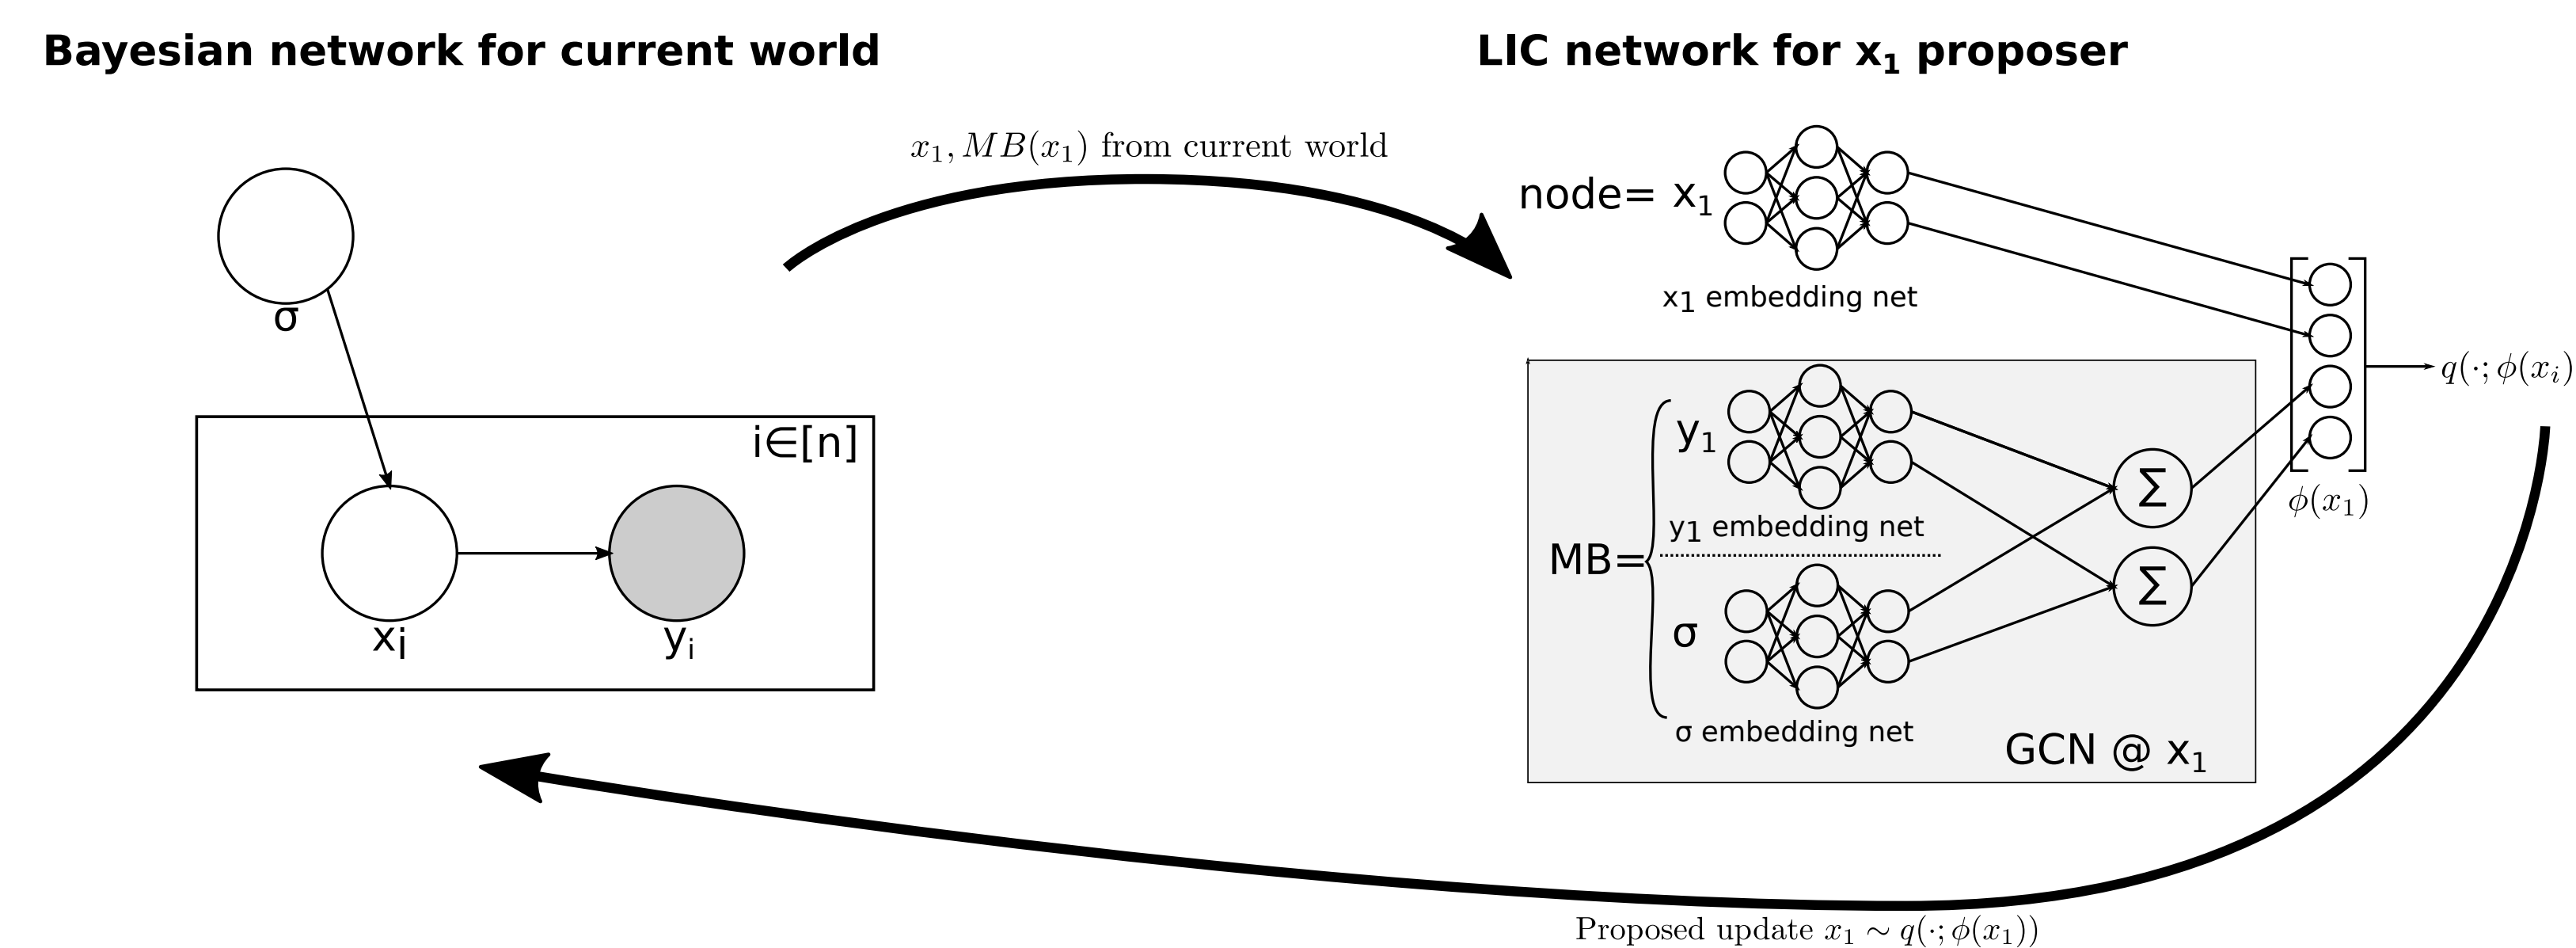 Bayesian network for current world
σ
i∈[n]
xi
yi
x1, MB(x1) from current world
LIC network for x1 proposer
node= x1
x1 embedding net
MB=
y1
y1 embedding net
σ
σ embedding net
Σ
Σ
GCN @ x1
ϕ(x1)
q(·; ϕ(xi)
Proposed update x1 ∼ q(·; ϕ(x1))